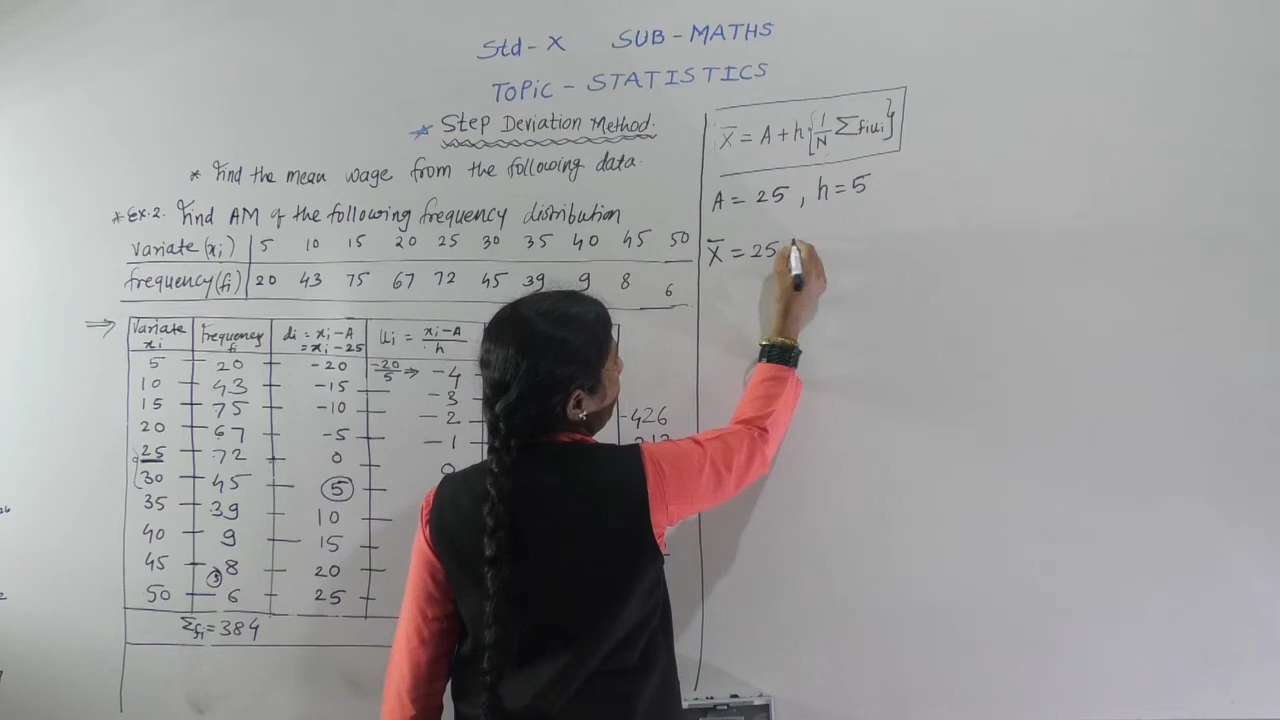 Std - X SUB - MATHS
TOPiC - STATISTICS
* Step Deviation Method.
* Find the mean wage from the following data.
* Ex. 2. Find AM of the following frequency distribution
variate (xi) 5 10 15 20 25 30 35 40 45 50
frequency (fi) 20 43 75 67 72 45 39 9 8 6
⇒ Variate xi Frequency fi di = xi - A = xi - 25 ui = xi - A / h
5 20 -20 -20/5 ⇒ -4
10 43 -15 -3
15 75 -10 -2
20 67 -5 -1
25 72 0 0
30 45 5
35 39 10
40 9 15
45 8 20
50 6 25
Σfi = 384
-426
X̄ = A + h {1/N Σfiui}
A = 25 , h = 5
X̄ = 25